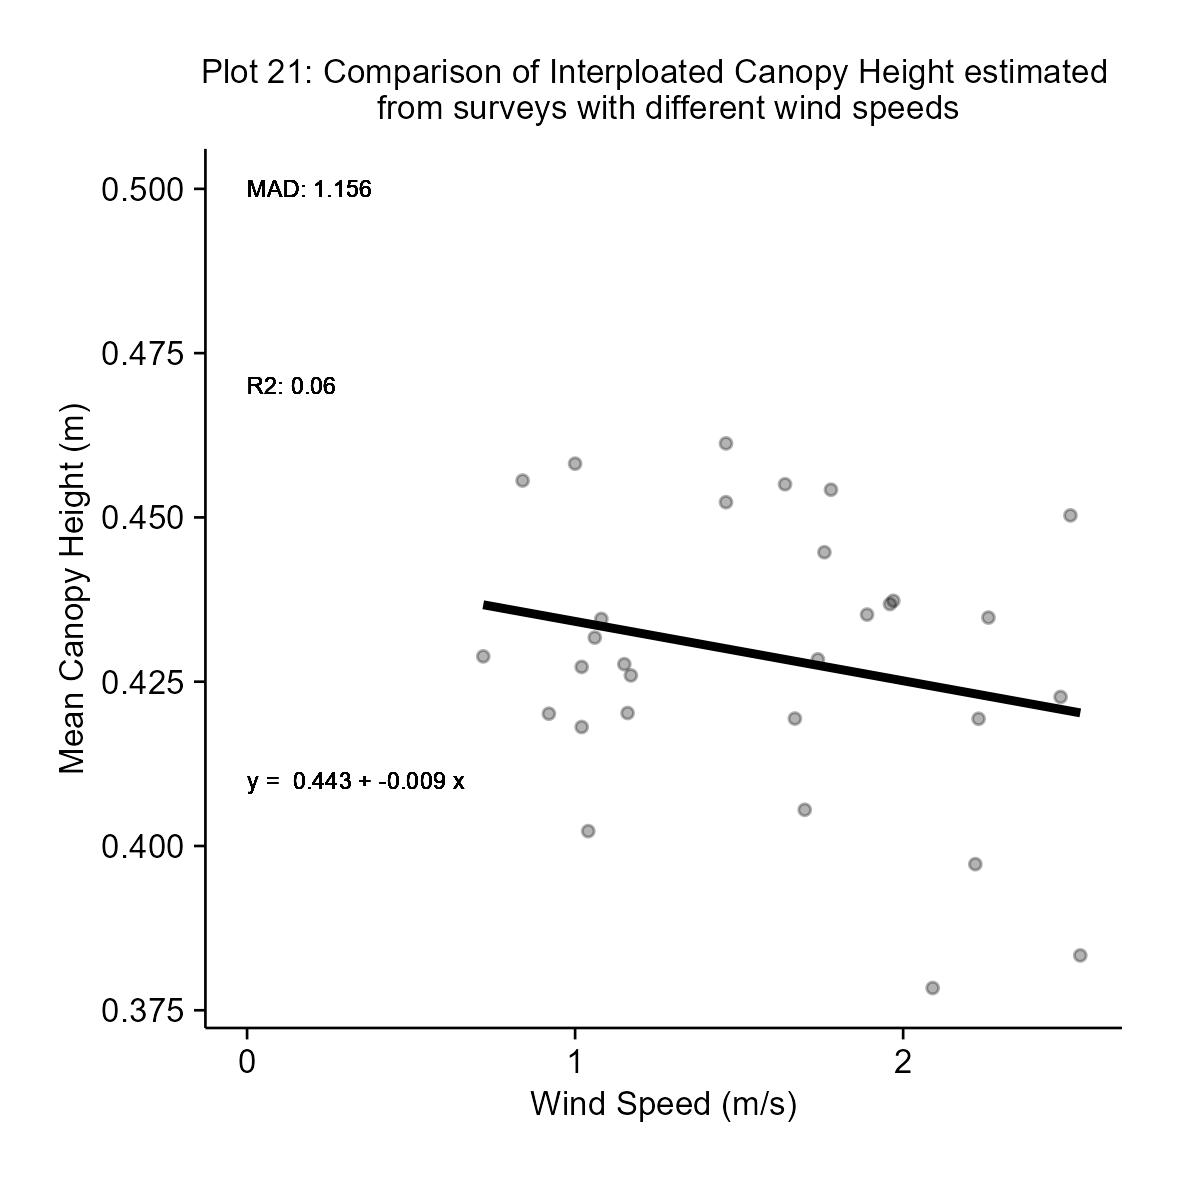 Plot 21: Comparison of Interploated Canopy Height estimated
from surveys with different wind speeds
0.500
MAD: 1.156
0.475
R2: 0.06
0.450
0.425
y =  0.443 + -0.009 x
0.400
0.375
Mean Canopy Height (m)
0
1
2
Wind Speed (m/s)